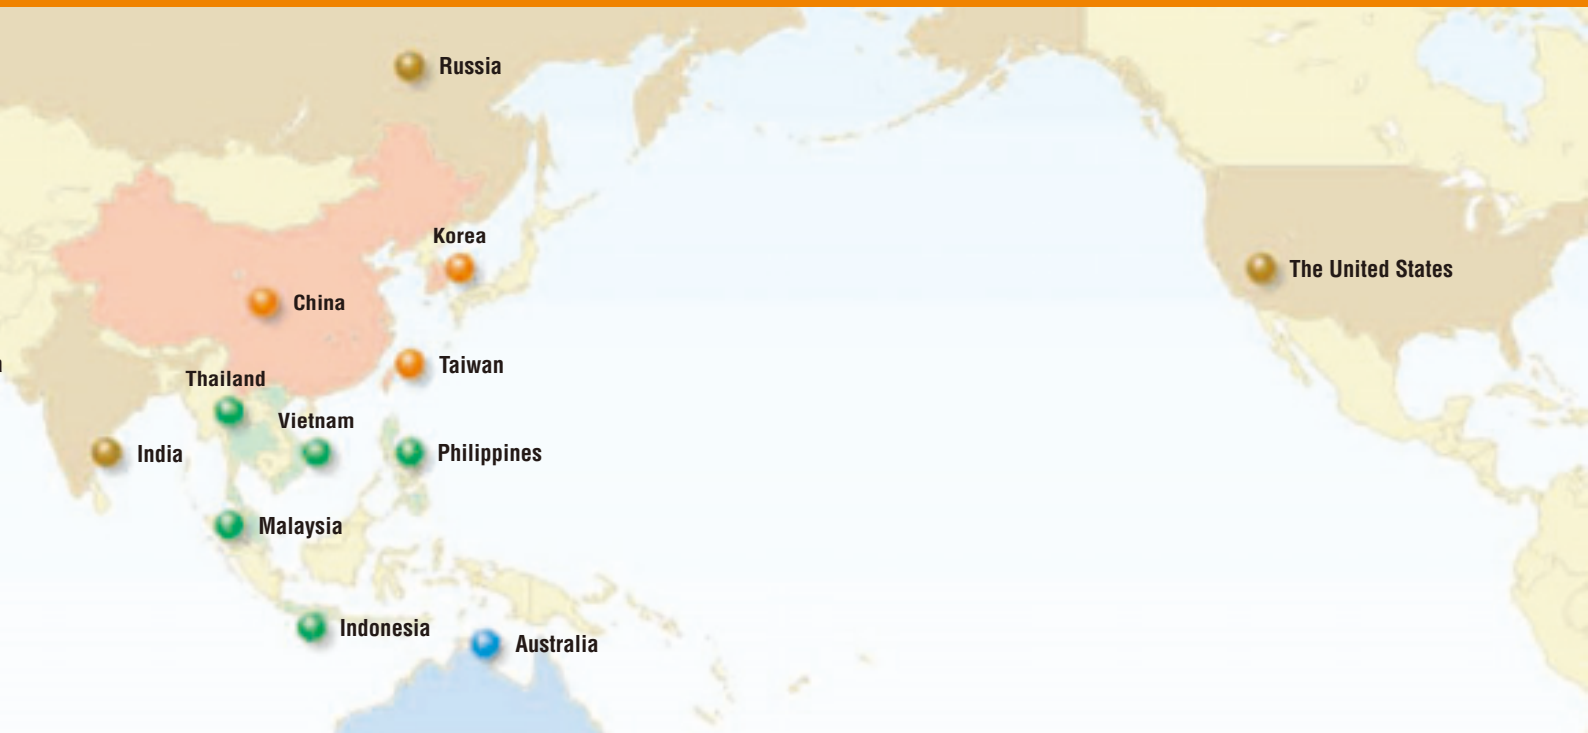 Russia
Korea
The United States
China
Taiwan
Thailand
Vietnam
India
Philippines
Malaysia
Indonesia
Australia